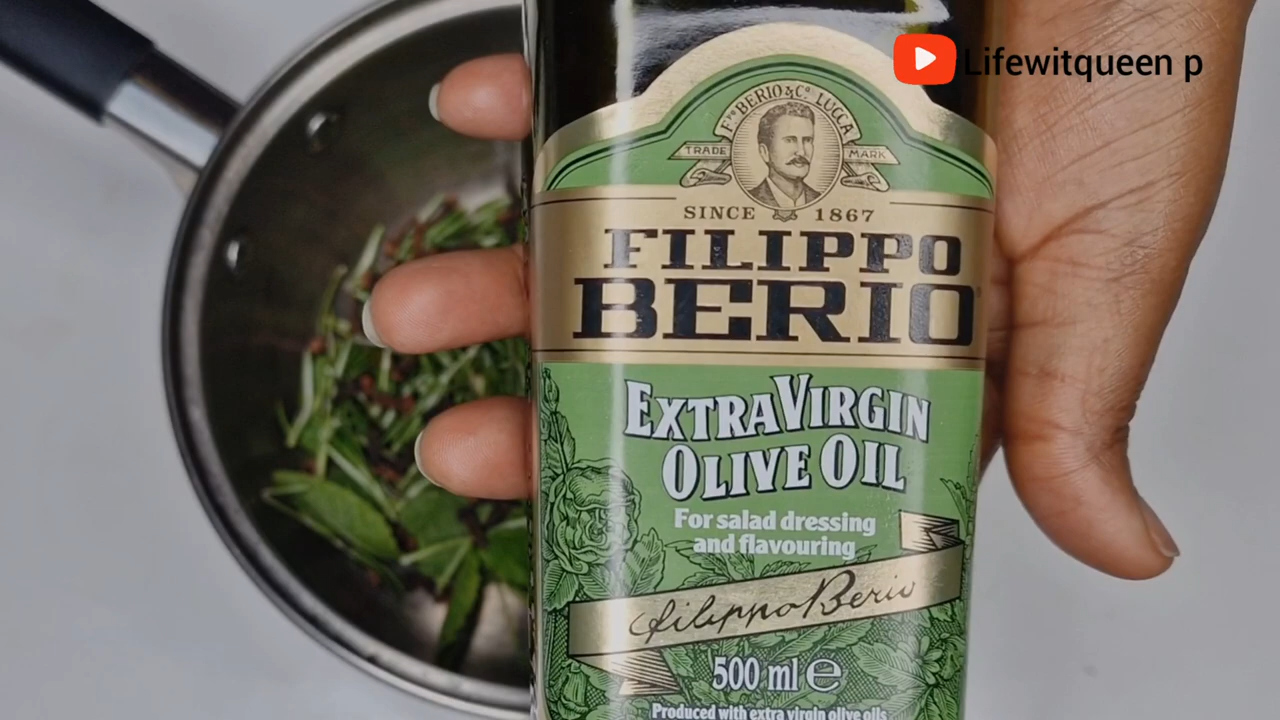 Lifewitqueen p
F^LLO BERIO & C^O. LUCCA
TRADE MARK
SINCE 1867
FILIPPO
BERIO
EXTRA VIRGIN
OLIVE OIL
For salad dressing
and flavouring
Filippo Berio
500 ml e
Produced with extra virgin olive oils